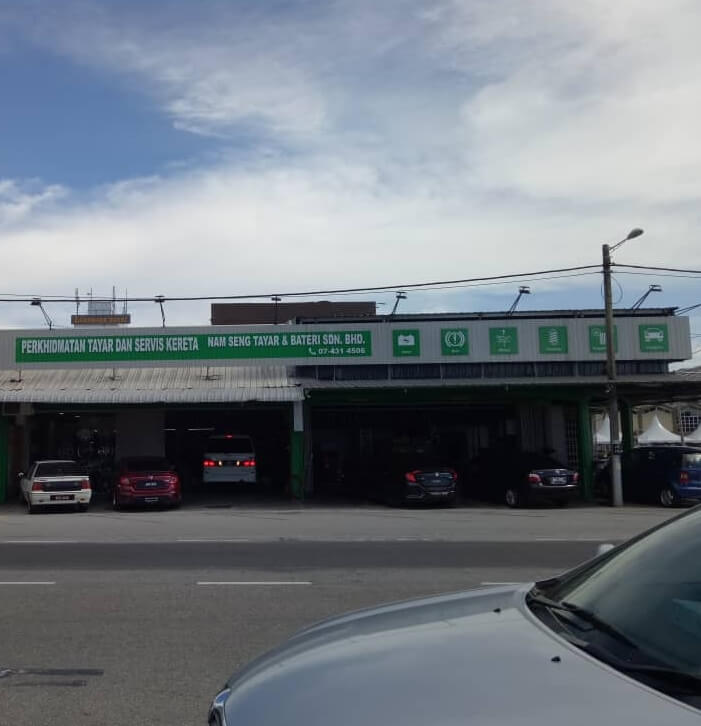 PERKHIDMATAN TAYAR DAN SERVIS KERETA NAM SENG TAYAR & BATERI SDN. BHD.
07-431 4506